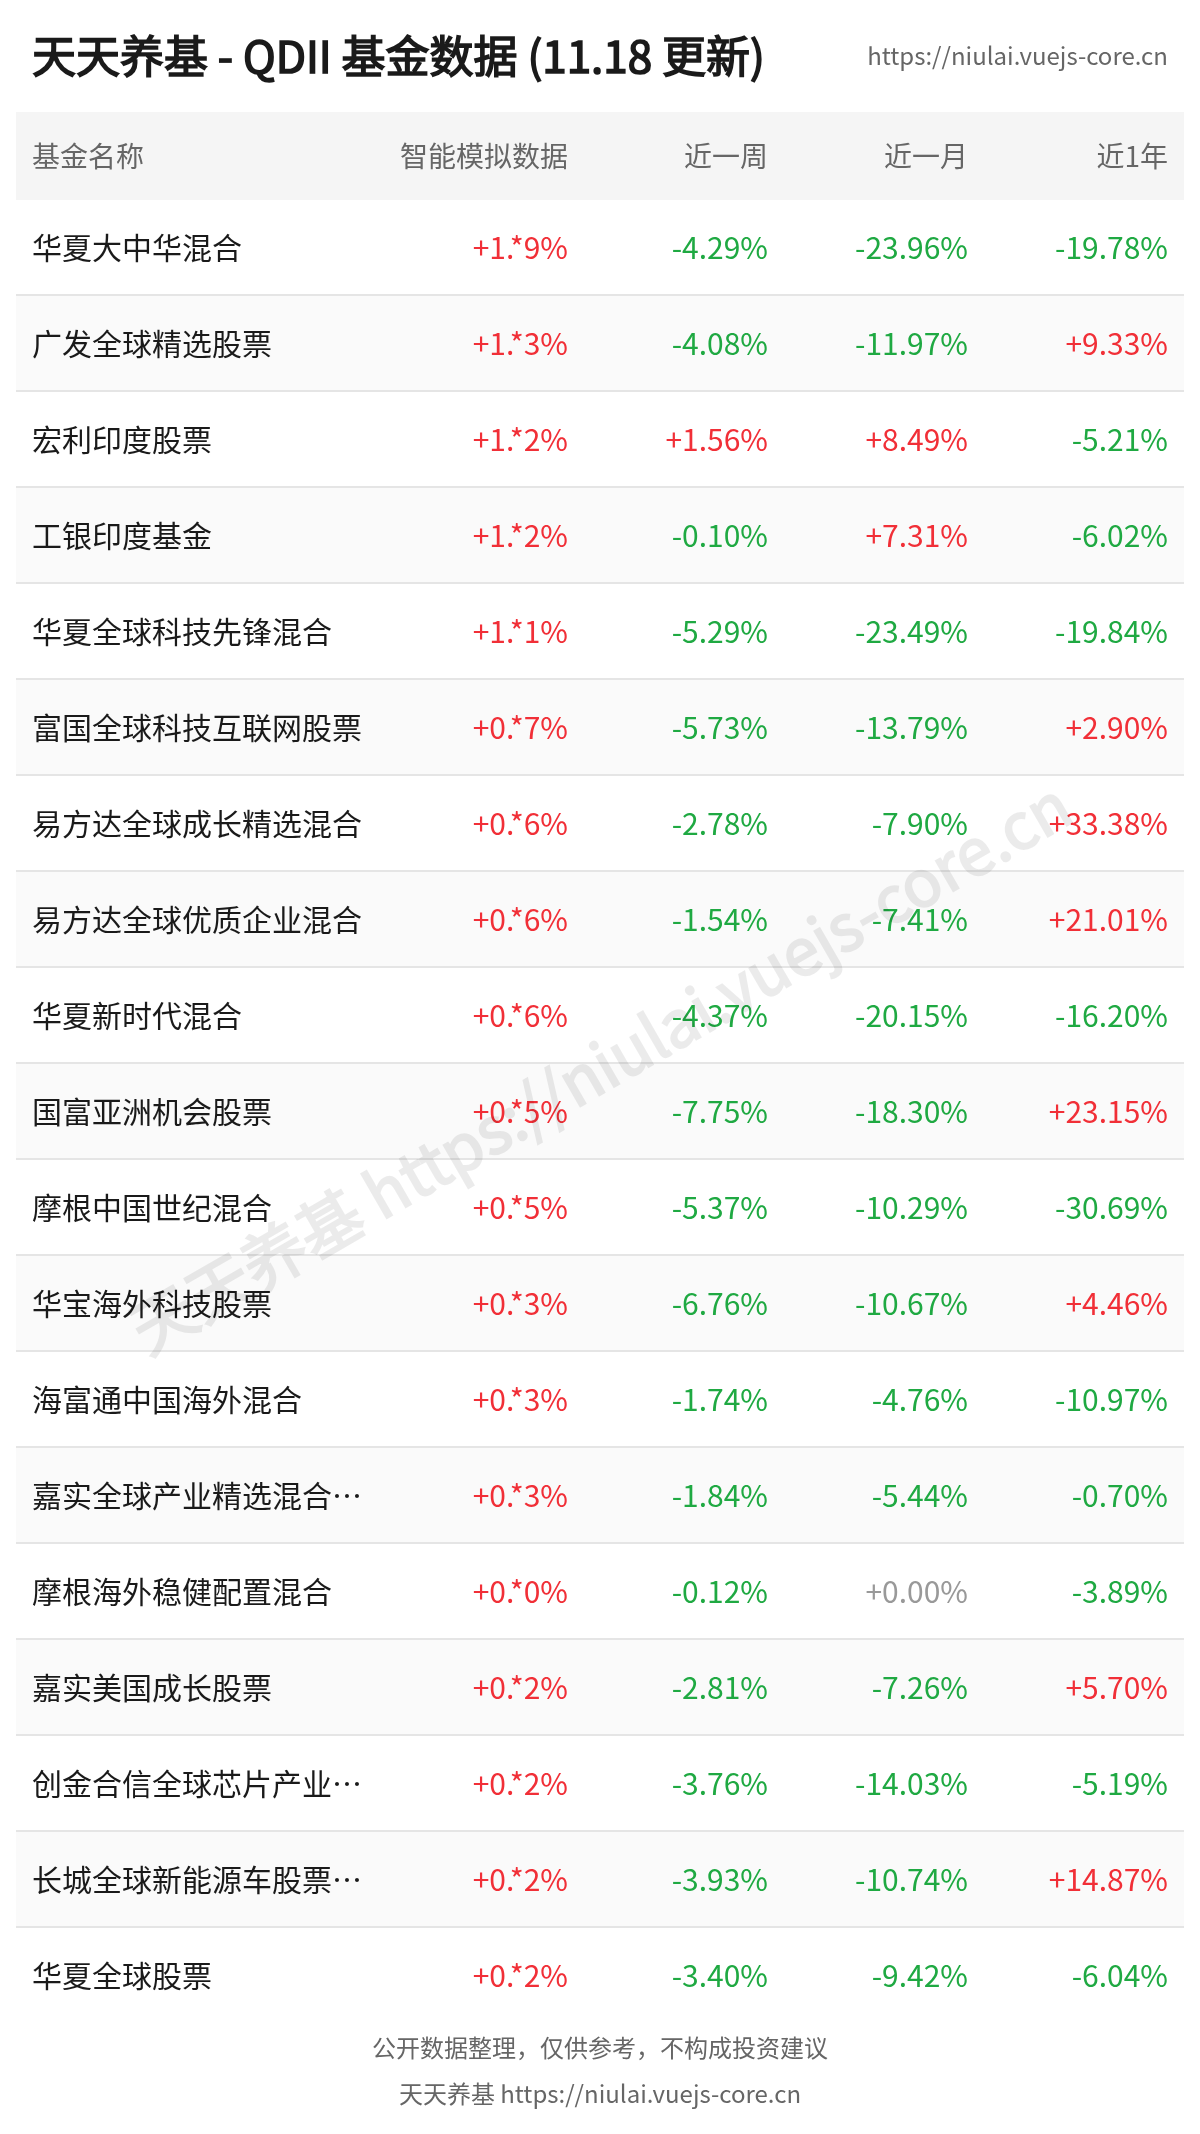 天天养基 - QDII 基金数据 (11.18 更新) https://niulai.vuejs-core.cn
基金名称 智能模拟数据 近一周 近一月 近1年
华夏大中华混合 +1.*9% -4.29% -23.96% -19.78%
广发全球精选股票 +1.*3% -4.08% -11.97% +9.33%
宏利印度股票 +1.*2% +1.56% +8.49% -5.21%
工银印度基金 +1.*2% -0.10% +7.31% -6.02%
华夏全球科技先锋混合 +1.*1% -5.29% -23.49% -19.84%
富国全球科技互联网股票 +0.*7% -5.73% -13.79% +2.90%
易方达全球成长精选混合 +0.*6% -2.78% -7.90% +33.38%
易方达全球优质企业混合 +0.*6% -1.54% -7.41% +21.01%
华夏新时代混合 +0.*6% -4.37% -20.15% -16.20%
国富亚洲机会股票 +0.*5% -7.75% -18.30% +23.15%
摩根中国世纪混合 +0.*5% -5.37% -10.29% -30.69%
华宝海外科技股票 +0.*3% -6.76% -10.67% +4.46%
海富通中国海外混合 +0.*3% -1.74% -4.76% -10.97%
嘉实全球产业精选混合… +0.*3% -1.84% -5.44% -0.70%
摩根海外稳健配置混合 +0.*0% -0.12% +0.00% -3.89%
嘉实美国成长股票 +0.*2% -2.81% -7.26% +5.70%
创金合信全球芯片产业… +0.*2% -3.76% -14.03% -5.19%
长城全球新能源车股票… +0.*2% -3.93% -10.74% +14.87%
华夏全球股票 +0.*2% -3.40% -9.42% -6.04%
天天养基 https://niulai.vuejs-core.cn
公开数据整理，仅供参考，不构成投资建议
天天养基 https://niulai.vuejs-core.cn